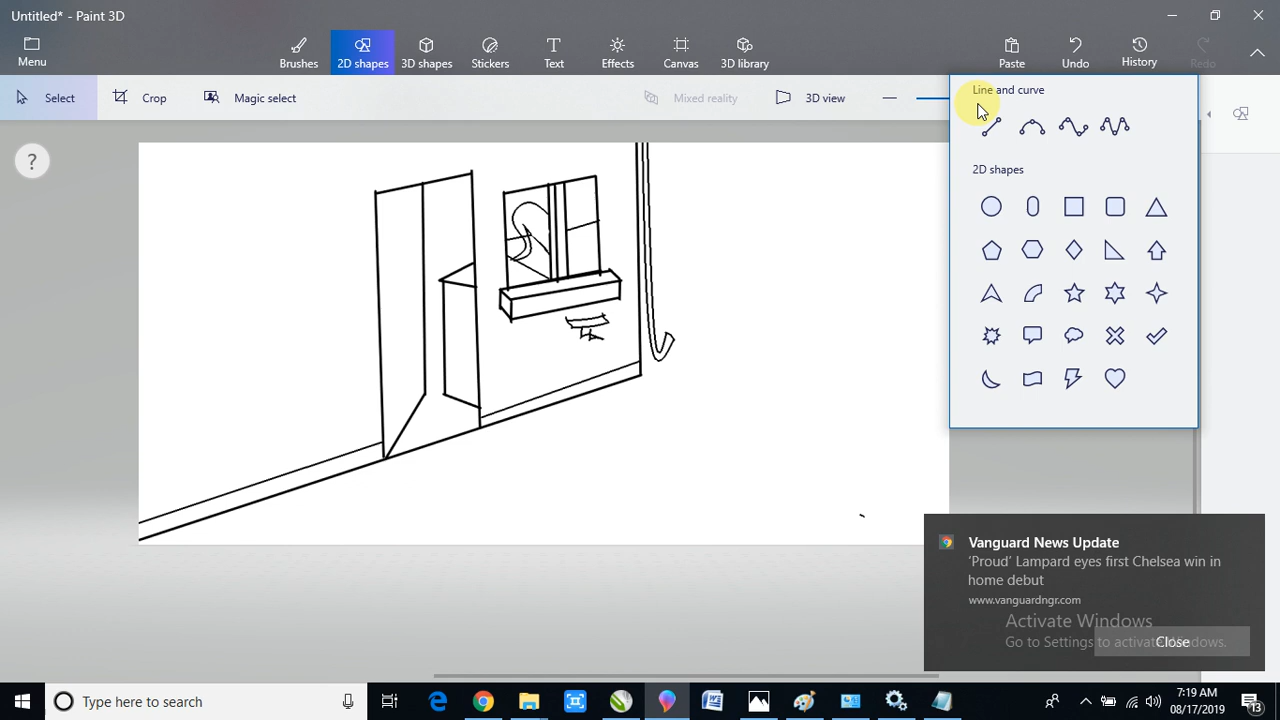 Untitled* - Paint 3D
Menu
Brushes
2D shapes
3D shapes
Stickers
Text
Effects
Canvas
3D library
Paste
Undo
History
Redo
Select
Crop
Magic select
Mixed reality
3D view
Line and curve
2D shapes
?
Vanguard News Update
‘Proud’ Lampard eyes first Chelsea win in
home debut
www.vanguardngr.com
Activate Windows
Go to Settings to activate Windows.
Close
Type here to search
7:19 AM
08/17/2019
13